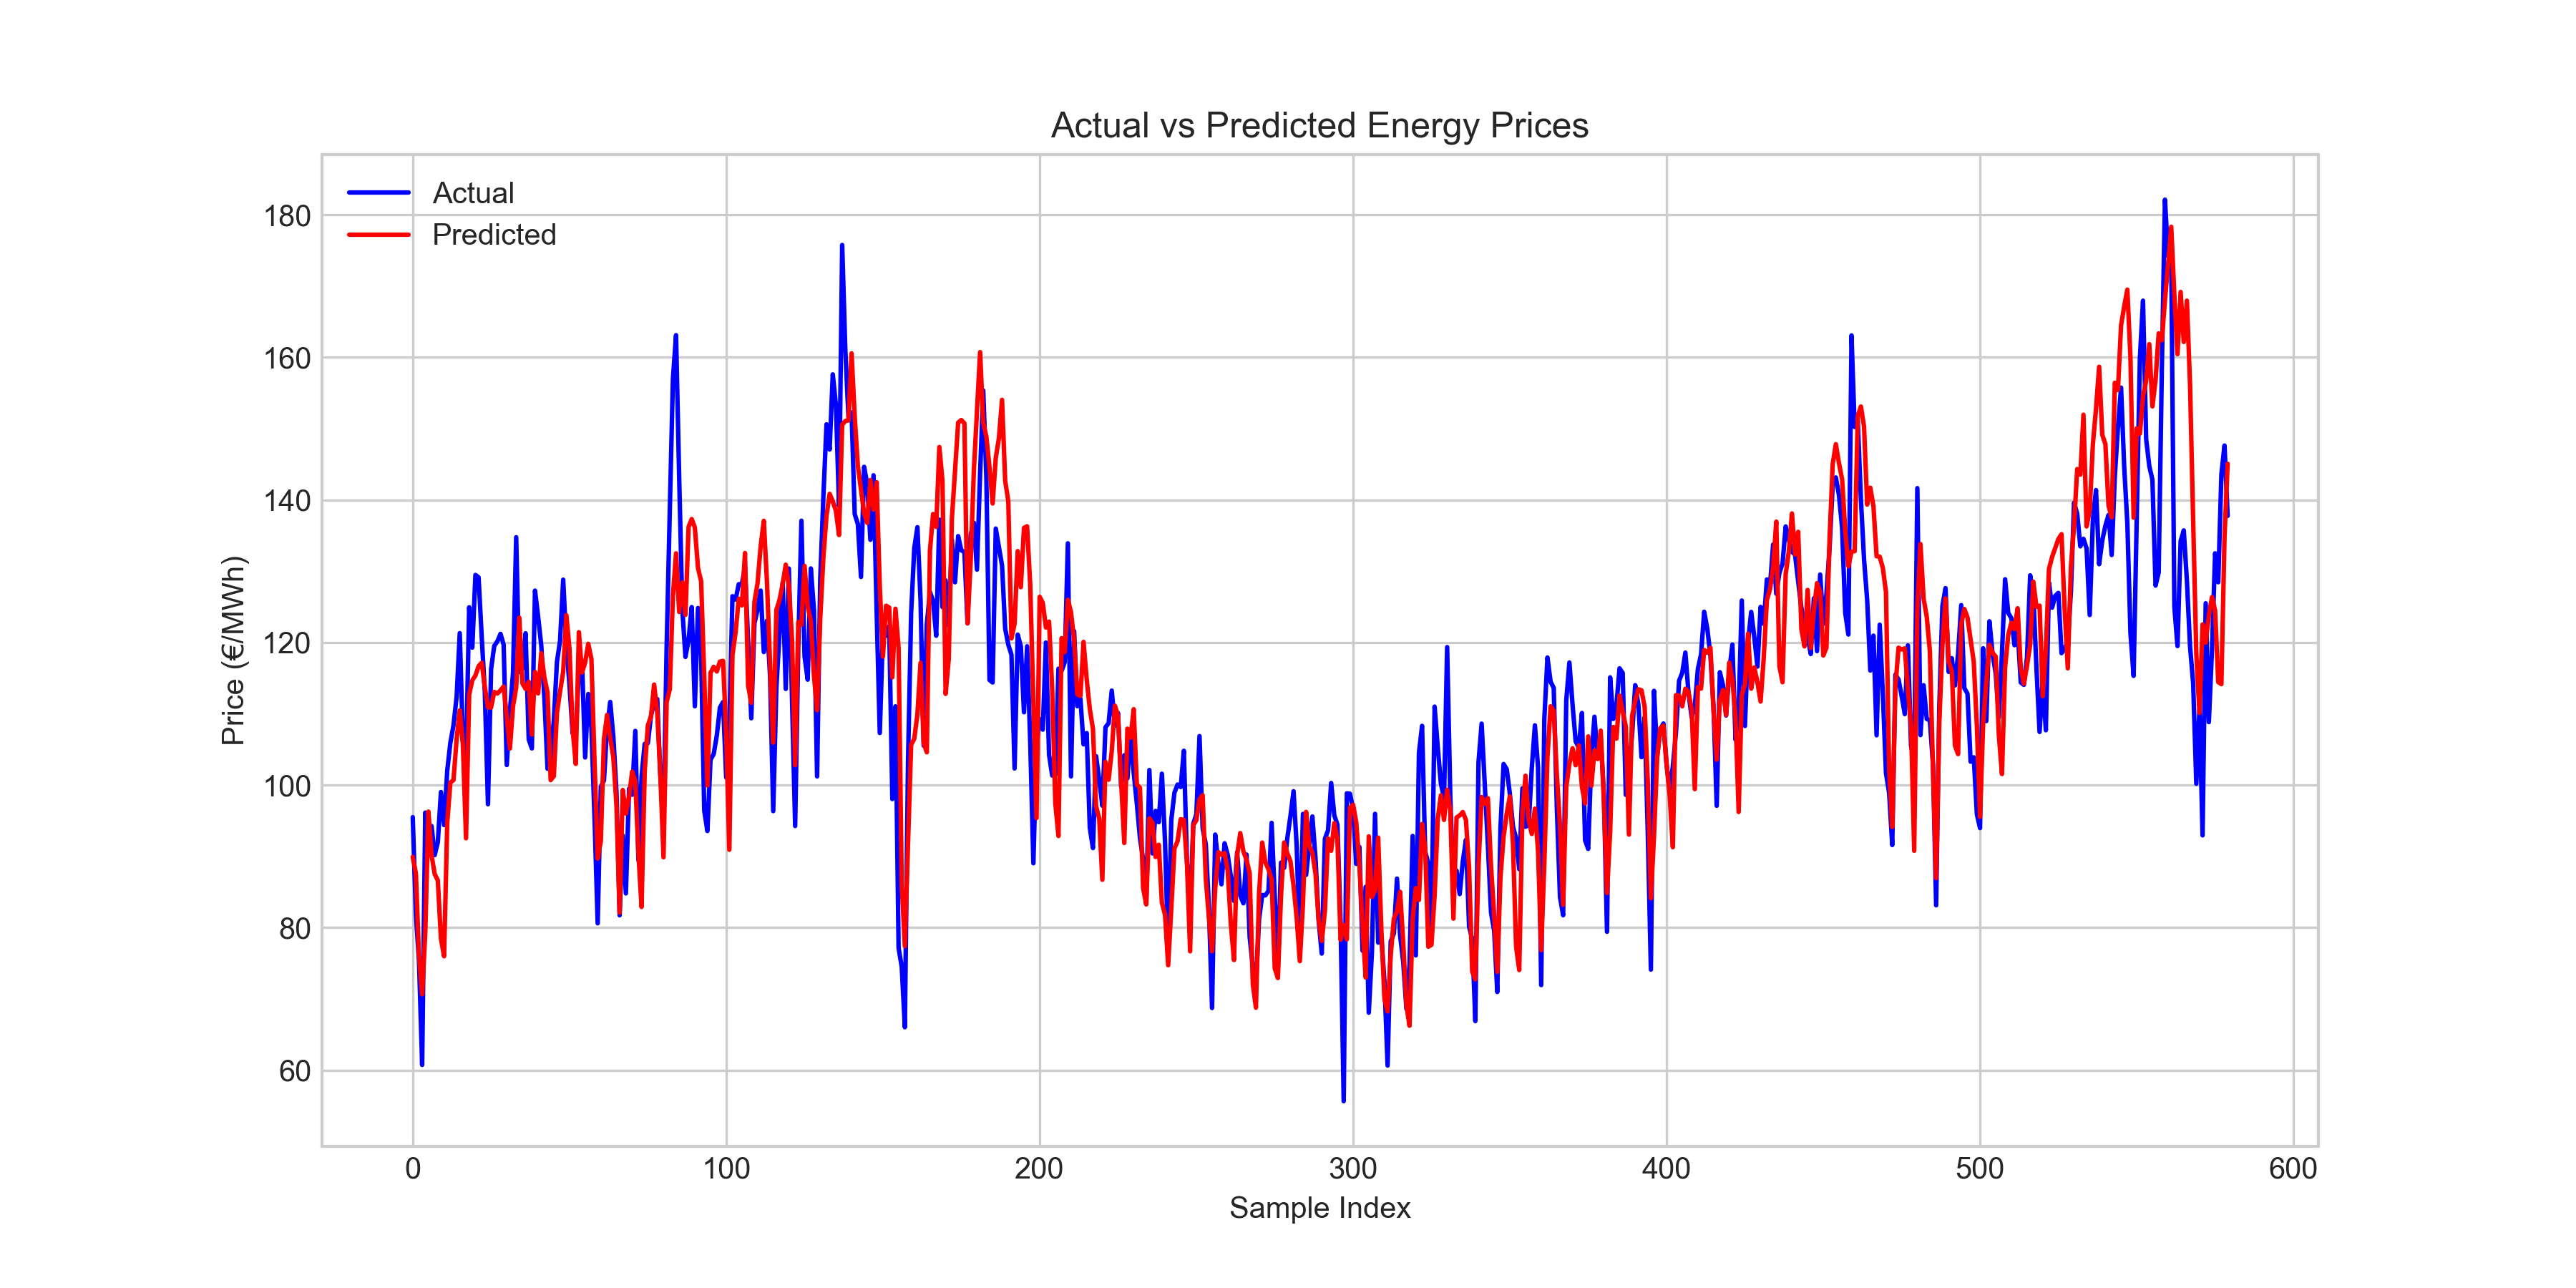 Actual vs Predicted Energy Prices
Actual
Predicted
180
160
140
120
100
80
60
Price (€/MWh)
0 100 200 300 400 500 600
Sample Index